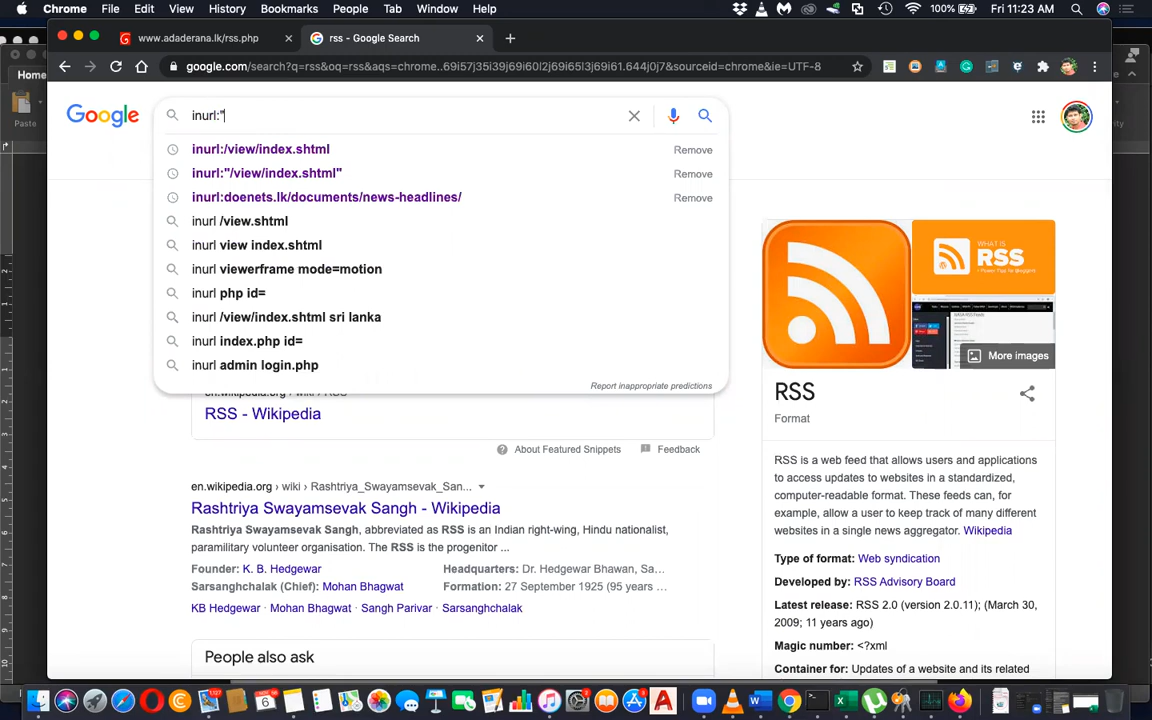 Chrome File Edit View History Bookmarks People Tab Window Help 100% Fri 11:23 AM
www.adaderana.lk/rss.php rss - Google Search
google.com/search?q=rss&oq=rss&aqs=chrome..69i57j35i39j69i60l2j69i65l3j69i61.644j0j7&sourceid=chrome&ie=UTF-8
Home
Paste
Google
inurl:"
inurl:/view/index.shtml Remove
inurl:"/view/index.shtml" Remove
inurl:doenets.lk/documents/news-headlines/ Remove
inurl /view.shtml
inurl view index.shtml
inurl viewerframe mode=motion
inurl php id=
inurl /view/index.shtml sri lanka
inurl index.php id=
inurl admin login.php
Report inappropriate predictions
en.wikipedia.org › wiki › RSS
RSS - Wikipedia
About Featured Snippets Feedback
en.wikipedia.org › wiki › Rashtriya_Swayamsevak_San...
Rashtriya Swayamsevak Sangh - Wikipedia
Rashtriya Swayamsevak Sangh, abbreviated as RSS is an Indian right-wing, Hindu nationalist,
paramilitary volunteer organisation. The RSS is the progenitor ...
Founder: K. B. Hedgewar Headquarters: Dr. Hedgewar Bhawan, Sa...
Sarsanghchalak (Chief): Mohan Bhagwat Formation: 27 September 1925 (95 years ...
KB Hedgewar · Mohan Bhagwat · Sangh Parivar · Sarsanghchalak
People also ask
WHAT IS
RSS
More images
RSS
Format
RSS is a web feed that allows users and applications
to access updates to websites in a standardized,
computer-readable format. These feeds can, for
example, allow a user to keep track of many different
websites in a single news aggregator. Wikipedia
Type of format: Web syndication
Developed by: RSS Advisory Board
Latest release: RSS 2.0 (version 2.0.11); (March 30,
2009; 11 years ago)
Magic number: <?xml
Container for: Updates of a website and its related